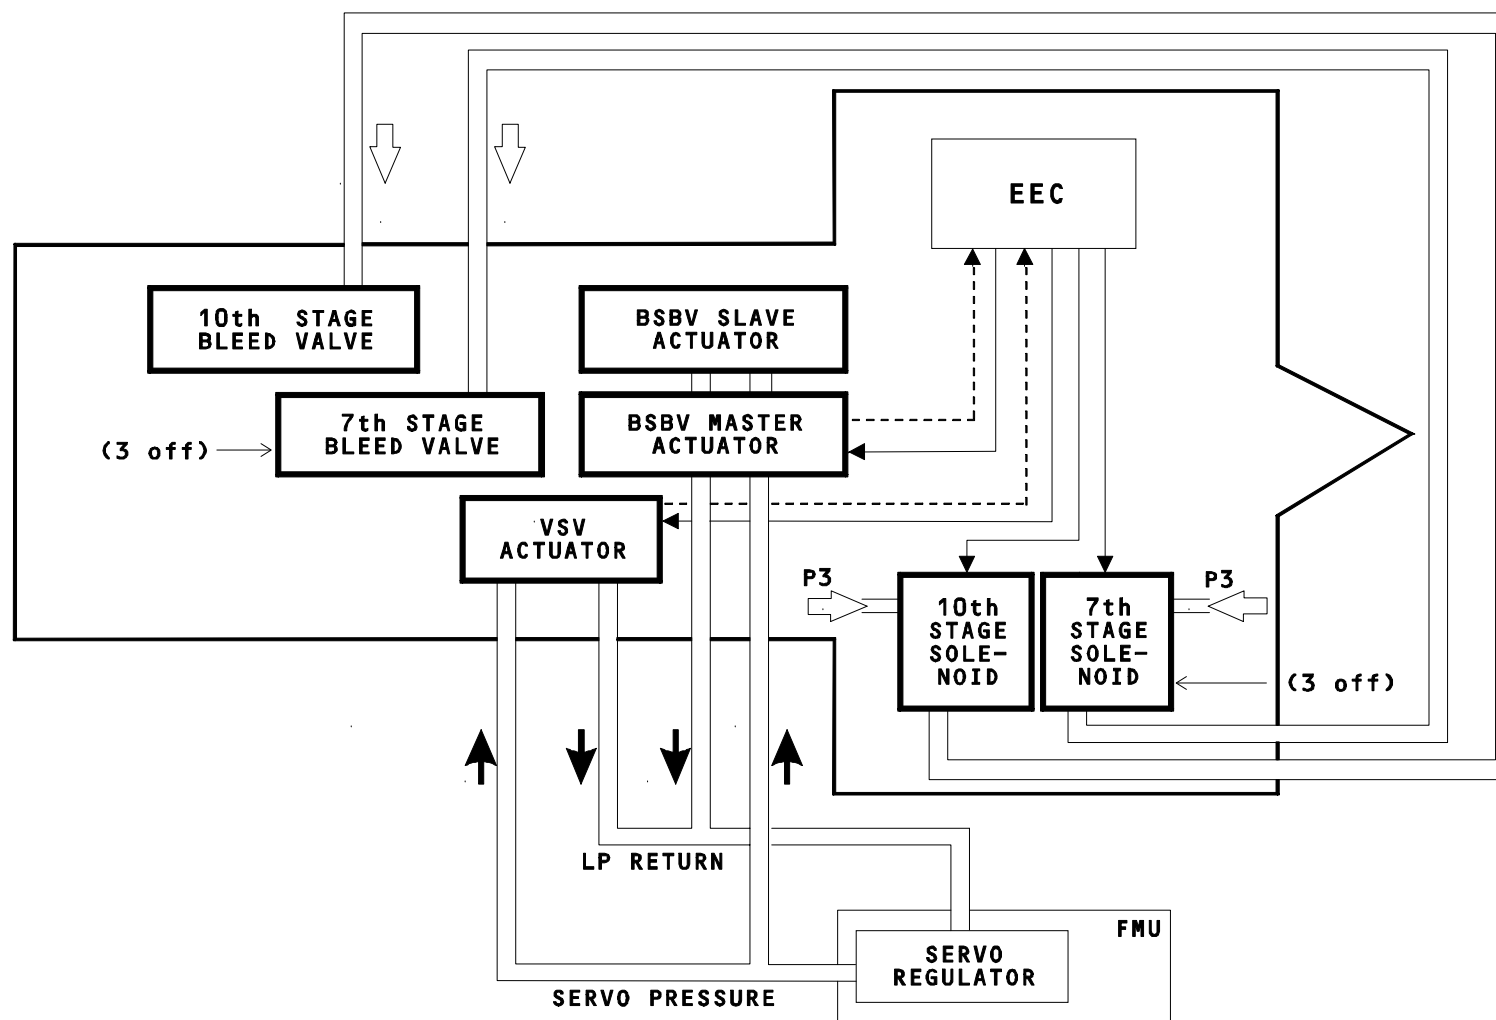 EEC
10th STAGE
BLEED VALVE
BSBV SLAVE
ACTUATOR
7th STAGE
BLEED VALVE
(3 off)
BSBV MASTER
ACTUATOR
VSV
ACTUATOR
P3
P3
10th
STAGE
SOLE-
NOID
7th
STAGE
SOLE-
NOID
(3 off)
LP RETURN
FMU
SERVO
REGULATOR
SERVO PRESSURE